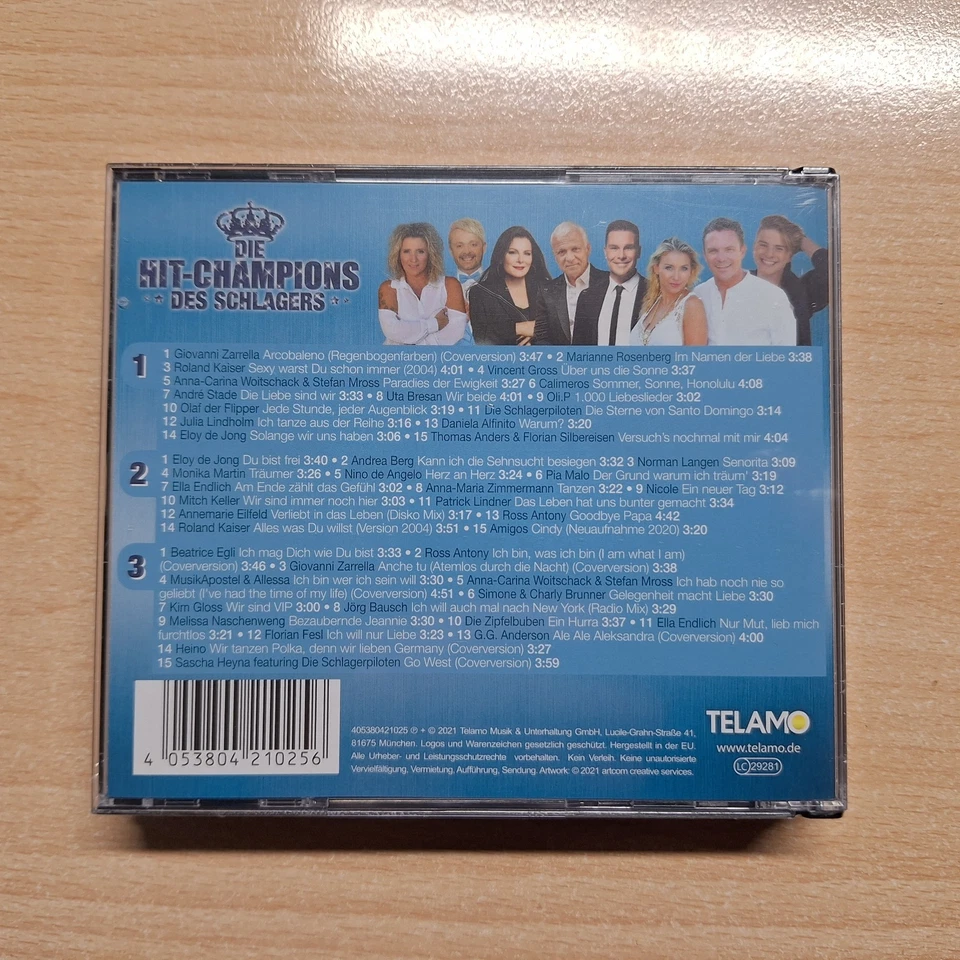 DIE
HIT-CHAMPIONS
DES SCHLAGERS
1
1 Giovanni Zarrella Arcobaleno (Regenbogenfarben) (Coverversion) 3:47 • 2 Marianne Rosenberg Im Namen der Liebe 3:38
3 Roland Kaiser Sexy warst Du schon immer (2004) 4:01 • 4 Vincent Gross Über uns die Sonne 3:37
5 Anna-Carina Woitschack & Stefan Mross Paradies der Ewigkeit 3:27 6 Calimeros Sommer, Sonne, Honolulu 4:08
7 André Stade Die Liebe sind wir 3:33 • 8 Uta Bresan Wir beide 4:01 • 9 Oli.P 1.000 Liebeslieder 3:02
10 Olaf der Flipper Jede Stunde, jeder Augenblick 3:19 • 11 Die Schlagerpiloten Die Sterne von Santo Domingo 3:14
12 Julia Lindholm Ich tanze aus der Reihe 3:16 • 13 Daniela Alfinito Warum? 3:20
14 Eloy de Jong Solange wir uns haben 3:06 • 15 Thomas Anders & Florian Silbereisen Versuch's nochmal mit mir 4:04
2
1 Eloy de Jong Du bist frei 3:40 • 2 Andrea Berg Kann ich die Sehnsucht besiegen 3:32 3 Norman Langen Senorita 3:09
4 Monika Martin Träumer 3:26 • 5 Nino de Angelo Herz an Herz 3:24 • 6 Pia Malo Der Grund warum ich träum' 3:19
7 Ella Endlich Am Ende zählt das Gefühl 3:02 • 8 Anna-Maria Zimmermann Tanzen 3:22 • 9 Nicole Ein neuer Tag 3:12
10 Mitch Keller Wir sind immer noch hier 3:03 • 11 Patrick Lindner Das Leben hat uns bunter gemacht 3:34
12 Annemarie Eilfeld Verliebt in das Leben (Disko Mix) 3:17 • 13 Ross Antony Goodbye Papa 4:42
14 Roland Kaiser Alles was Du willst (Version 2004) 3:51 • 15 Amigos Cindy (Neuaufnahme 2020) 3:20
3
1 Beatrice Egli Ich mag Dich wie Du bist 3:33 • 2 Ross Antony Ich bin, was ich bin (I am what I am)
(Coverversion) 3:46 • 3 Giovanni Zarrella Anche tu (Atemlos durch die Nacht) (Coverversion) 3:38
4 MusikApostel & Allessa Ich bin wer ich sein will 3:30 • 5 Anna-Carina Woitschack & Stefan Mross Ich hab noch nie so
geliebt (I've had the time of my life) (Coverversion) 4:51 • 6 Simone & Charly Brunner Gelegenheit macht Liebe 3:30
7 Kim Gloss Wir sind VIP 3:00 • 8 Jörg Bausch Ich will auch mal nach New York (Radio Mix) 3:29
9 Melissa Naschenweng Bezaubernde Jeannie 3:30 • 10 Die Zipfelbuben Ein Hurra 3:37 • 11 Ella Endlich Nur Mut, lieb mich
furchtlos 3:21 • 12 Florian Fesl Ich will nur Liebe 3:23 • 13 G.G. Anderson Ale Ale Aleksandra (Coverversion) 4:00
14 Heino Wir tanzen Polka, denn wir lieben Germany (Coverversion) 3:27
15 Sascha Heyna featuring Die Schlagerpiloten Go West (Coverversion) 3:59
4 053804 210256
405380421025 ℗ + © 2021 Telamo Musik & Unterhaltung GmbH, Lucile-Grahn-Straße 41,
81675 München. Logos und Warenzeichen gesetzlich geschützt. Hergestellt in der EU.
Alle Urheber- und Leistungsschutzrechte vorbehalten. Kein Verleih. Keine unautorisierte
Vervielfältigung, Vermietung, Aufführung, Sendung. Artwork: © 2021 artcom creative services.
TELAMO
www.telamo.de
LC 29281